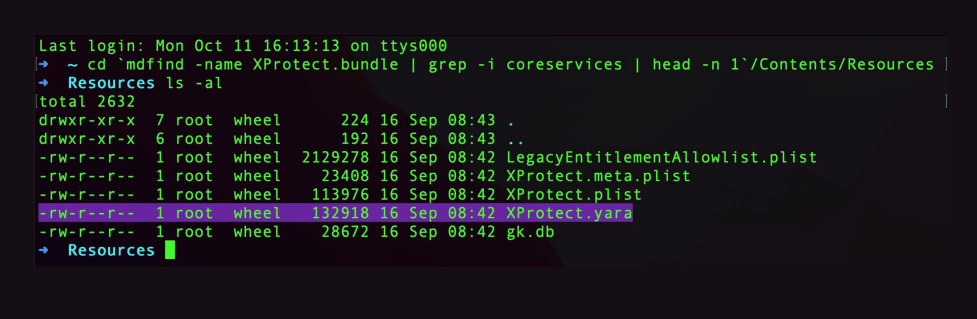 Last login: Mon Oct 11 16:13:13 on ttys000
[➜  ~ cd `mdfind -name XProtect.bundle | grep -i coreservices | head -n 1`/Contents/Resources ]
➜  Resources ls -al
[total 2632 ]
drwxr-xr-x  7 root  wheel      224 16 Sep 08:43 .
drwxr-xr-x  6 root  wheel      192 16 Sep 08:43 ..
-rw-r--r--  1 root  wheel  2129278 16 Sep 08:42 LegacyEntitlementAllowlist.plist
-rw-r--r--  1 root  wheel    23408 16 Sep 08:42 XProtect.meta.plist
-rw-r--r--  1 root  wheel   113976 16 Sep 08:42 XProtect.plist
-rw-r--r--  1 root  wheel   132918 16 Sep 08:42 XProtect.yara
-rw-r--r--  1 root  wheel    28672 16 Sep 08:42 gk.db
➜  Resources